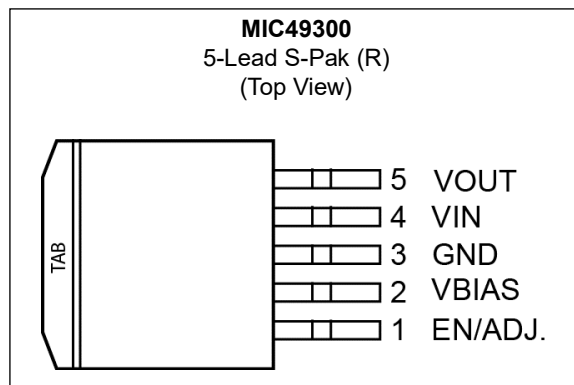 MIC49300
5-Lead S-Pak (R)
(Top View)
TAB
5 VOUT
4 VIN
3 GND
2 VBIAS
1 EN/ADJ.